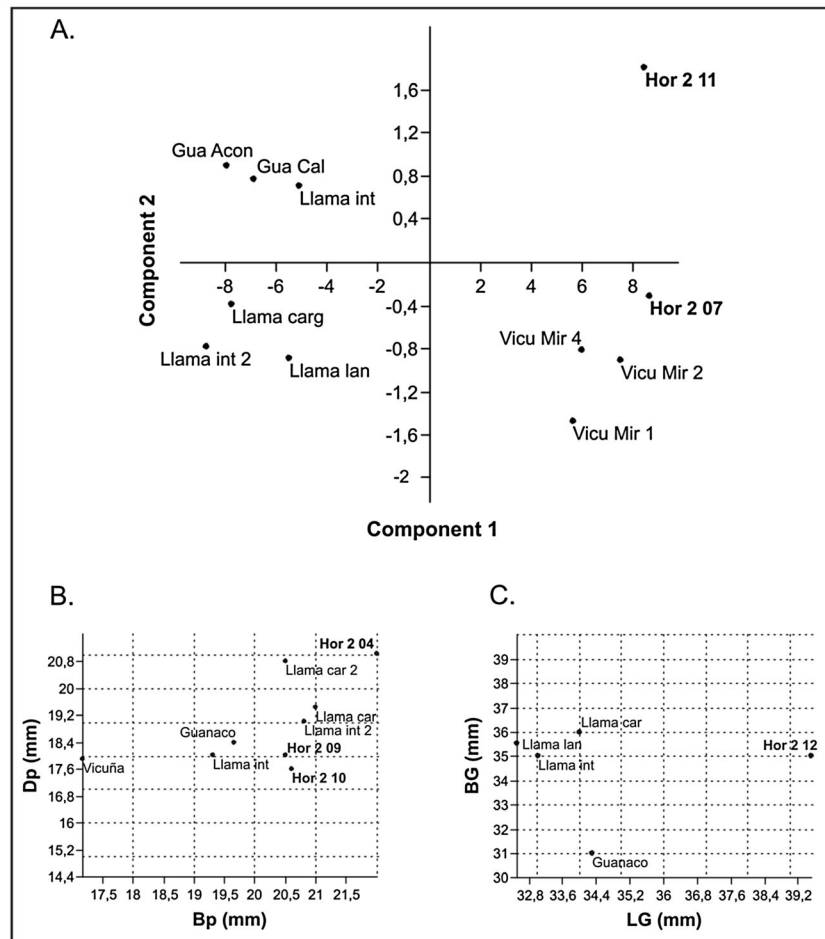 A.
1,6
Hor 2 11
1,2
Gua Acon
Gua Cal
0,8
Llama int
0,4
Component 2
-8 -6 -4 -2 2 4 6 8
-0,4
Llama carg
Hor 2 07
Llama int 2
-0,8
Vicu Mir 4
Llama lan
Vicu Mir 2
-1,2
-1,6
Vicu Mir 1
-2
Component 1
B.
Hor 2 04
20,8
Llama car 2
20
19,2
Llama car
Llama int 2
18,4
Guanaco
Hor 2 09
Llama int
Vicuña
17,6
Hor 2 10
16,8
16
15,2
14,4
Dp (mm)
17,5 18 19 19,5 20 20,5 21 21,5
Bp (mm)
C.
39
38
37
36
Llama car
Llama lan
Hor 2 12
35
Llama int
34
33
32
31
Guanaco
30
BG (mm)
32,8 33,6 34,4 35,2 36 36,8 37,6 38,4 39,2
LG (mm)